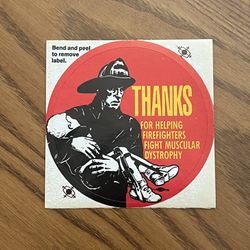 Bend and peel
to remove
label.
THANKS
FOR HELPING
FIREFIGHTERS
FIGHT MUSCULAR
DYSTROPHY